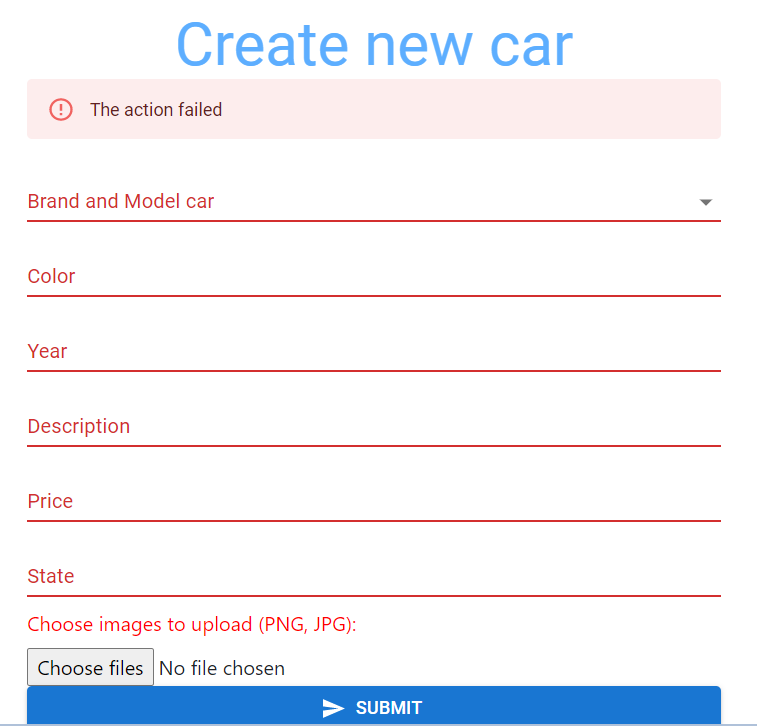 Create new car
The action failed
Brand and Model car
Color
Year
Description
Price
State
Choose images to upload (PNG, JPG):
Choose files No file chosen
SUBMIT